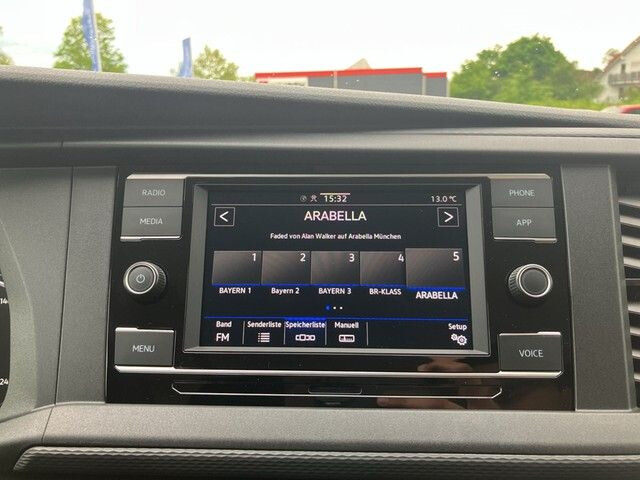 RADIO
MEDIA
MENU
PHONE
APP
VOICE
15:32
13.0 °C
<
ARABELLA
>
Faded von Alan Walker auf Arabella München
1 2 3 4 5
BAYERN 1 Bayern 2 BAYERN 3 BR-KLASS ARABELLA
Band Senderliste Speicherliste Manuell Setup
FM
14
24